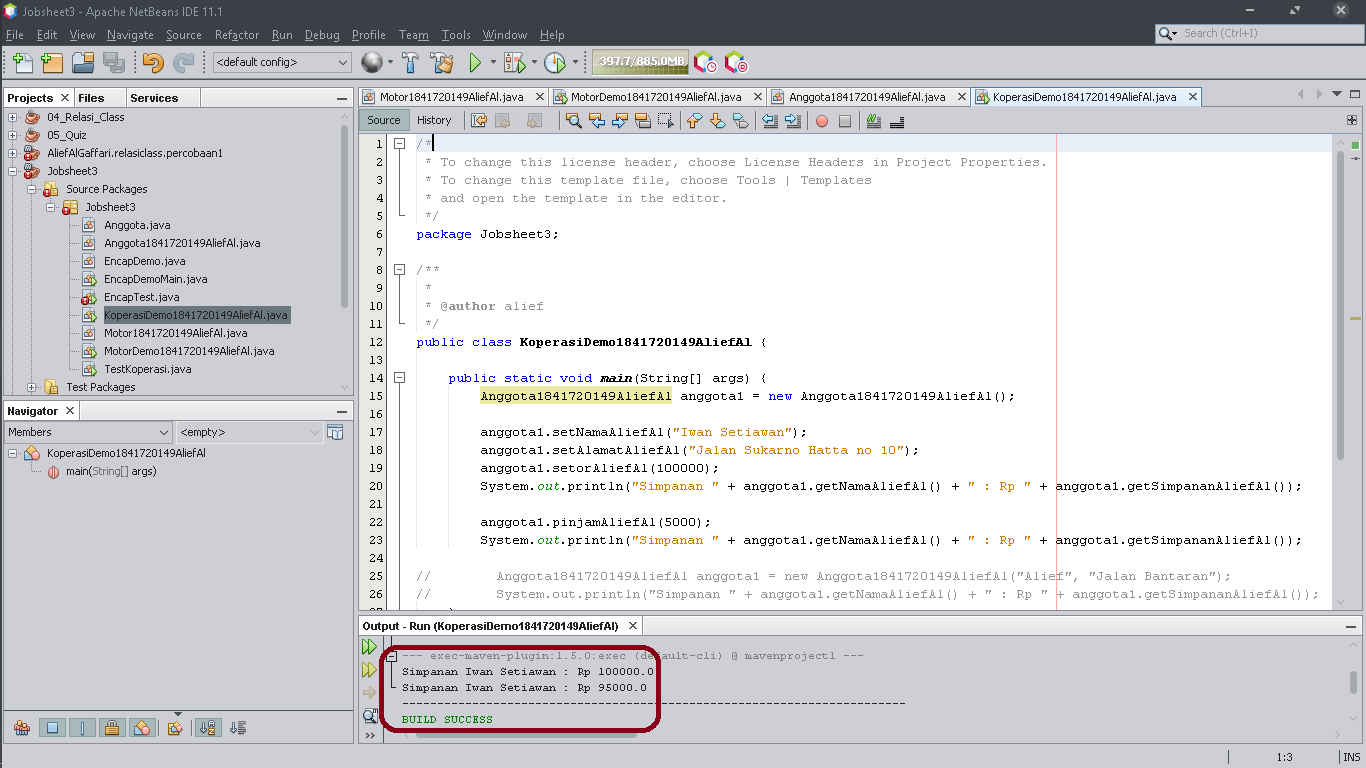 Jobsheet3 - Apache NetBeans IDE 11.1
File Edit View Navigate Source Refactor Run Debug Profile Team Tools Window Help
Search (Ctrl+I)
<default config>
397.7/885.0MB
Projects
Files
Services
04_Relasi_Class
05_Quiz
AliefAlGaffari.relasiclass.percobaan1
Jobsheet3
Source Packages
Jobsheet3
Anggota.java
Anggota1841720149AliefAl.java
EncapDemo.java
EncapDemoMain.java
EncapTest.java
KoperasiDemo1841720149AliefAl.java
Motor1841720149AliefAl.java
MotorDemo1841720149AliefAl.java
TestKoperasi.java
Test Packages
Navigator
Members
<empty>
KoperasiDemo1841720149AliefAl
main(String[] args)
Motor1841720149AliefAl.java
MotorDemo1841720149AliefAl.java
Anggota1841720149AliefAl.java
KoperasiDemo1841720149AliefAl.java
Source
History
1 /*
2 * To change this license header, choose License Headers in Project Properties.
3 * To change this template file, choose Tools | Templates
4 * and open the template in the editor.
5 */
6 package Jobsheet3;
7
8 /**
9 *
10 * @author alief
11 */
12 public class KoperasiDemo1841720149AliefAl {
13
14 public static void main(String[] args) {
15 Anggota1841720149AliefAl anggota1 = new Anggota1841720149AliefAl();
16
17 anggota1.setNamaAliefAl("Iwan Setiawan");
18 anggota1.setAlamatAliefAl("Jalan Sukarno Hatta no 10");
19 anggota1.setorAliefAl(100000);
20 System.out.println("Simpanan " + anggota1.getNamaAliefAl() + " : Rp " + anggota1.getSimpananAliefAl());
21
22 anggota1.pinjamAliefAl(5000);
23 System.out.println("Simpanan " + anggota1.getNamaAliefAl() + " : Rp " + anggota1.getSimpananAliefAl());
24
25 // Anggota1841720149AliefAl anggota1 = new Anggota1841720149AliefAl("Alief", "Jalan Bantaran");
26 // System.out.println("Simpanan " + anggota1.getNamaAliefAl() + " : Rp " + anggota1.getSimpananAliefAl());
Output - Run (KoperasiDemo1841720149AliefAl)
--- exec-maven-plugin:1.5.0:exec (default-cli) @ mavenproject1 ---
Simpanan Iwan Setiawan : Rp 100000.0
Simpanan Iwan Setiawan : Rp 95000.0
------------------------------------------------------------------------
BUILD SUCCESS
1:3
INS